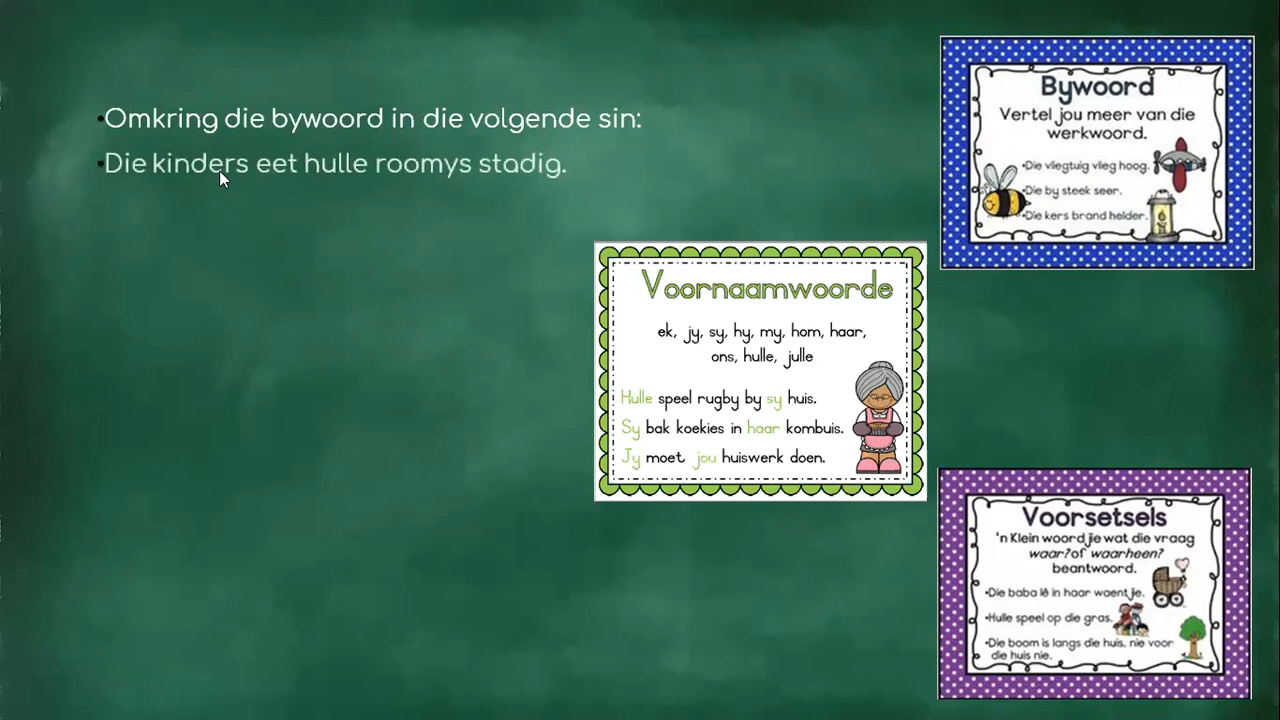 •Omkring die bywoord in die volgende sin:
•Die kinders eet hulle roomys stadig.
Bywoord
Vertel jou meer van die
werkwoord.
•Die vliegtuig vlieg hoog.
•Die by steek seer.
•Die kers brand helder.
Voornaamwoorde
ek, jy, sy, hy, my, hom, haar,
ons, hulle, julle
Hulle speel rugby by sy huis.
Sy bak koekies in haar kombuis.
Jy moet jou huiswerk doen.
Voorsetsels
'n Klein woordjie wat die vraag
waar? of waarheen?
beantwoord.
•Die baba lê in haar waentjie.
•Hulle speel op die gras.
•Die boom is langs die huis, nie voor
die huis nie.